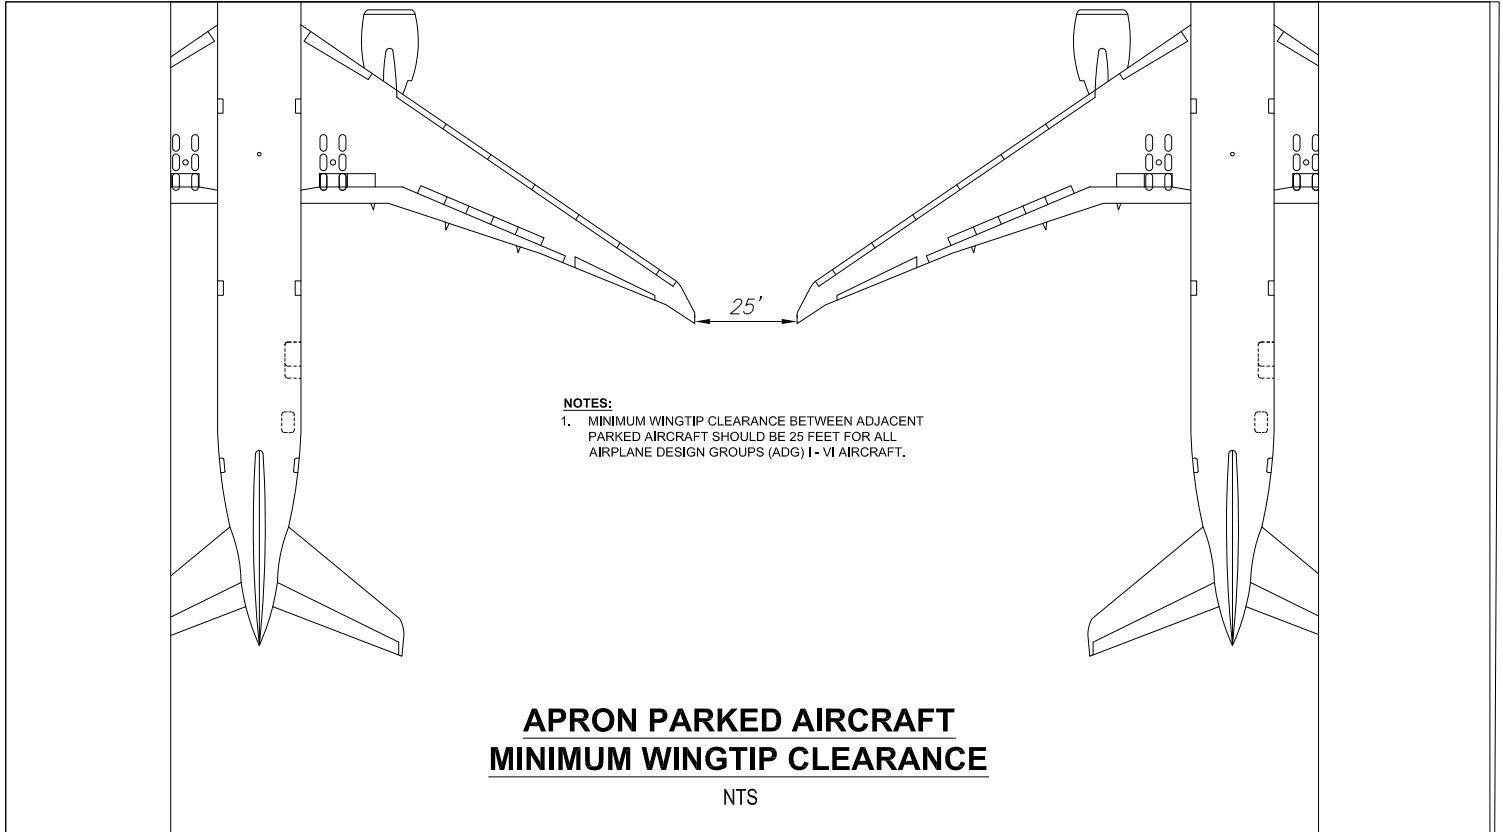 25'
NOTES:
1. MINIMUM WINGTIP CLEARANCE BETWEEN ADJACENT
PARKED AIRCRAFT SHOULD BE 25 FEET FOR ALL
AIRPLANE DESIGN GROUPS (ADG) I - VI AIRCRAFT.
APRON PARKED AIRCRAFT
MINIMUM WINGTIP CLEARANCE
NTS